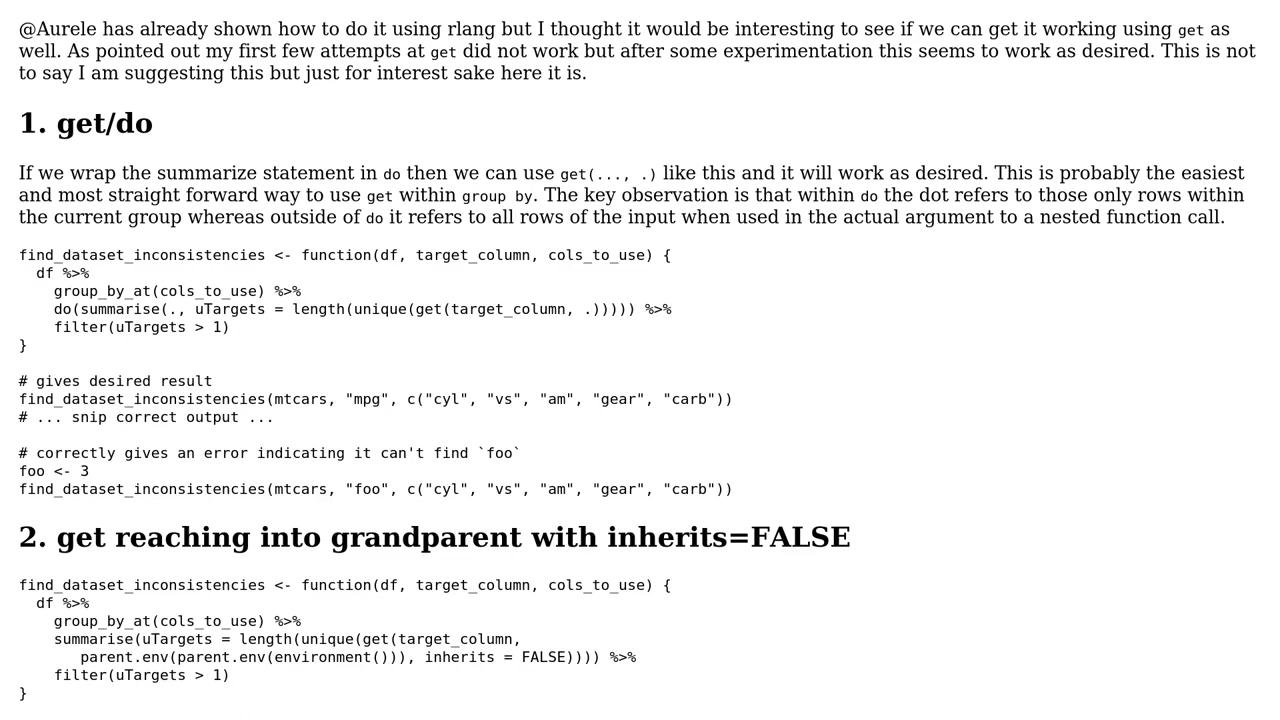 @Aurele has already shown how to do it using rlang but I thought it would be interesting to see if we can get it working using get as
well. As pointed out my first few attempts at get did not work but after some experimentation this seems to work as desired. This is not
to say I am suggesting this but just for interest sake here it is.
1. get/do
If we wrap the summarize statement in do then we can use get(..., .) like this and it will work as desired. This is probably the easiest
and most straight forward way to use get within group by. The key observation is that within do the dot refers to those only rows within
the current group whereas outside of do it refers to all rows of the input when used in the actual argument to a nested function call.
find_dataset_inconsistencies <- function(df, target_column, cols_to_use) {
  df %>%
    group_by_at(cols_to_use) %>%
    do(summarise(., uTargets = length(unique(get(target_column, .))))) %>%
    filter(uTargets > 1)
}
# gives desired result
find_dataset_inconsistencies(mtcars, "mpg", c("cyl", "vs", "am", "gear", "carb"))
# ... snip correct output ...
# correctly gives an error indicating it can't find `foo`
foo <- 3
find_dataset_inconsistencies(mtcars, "foo", c("cyl", "vs", "am", "gear", "carb"))
2. get reaching into grandparent with inherits=FALSE
find_dataset_inconsistencies <- function(df, target_column, cols_to_use) {
  df %>%
    group_by_at(cols_to_use) %>%
    summarise(uTargets = length(unique(get(target_column,
       parent.env(parent.env(environment())), inherits = FALSE)))) %>%
    filter(uTargets > 1)
}